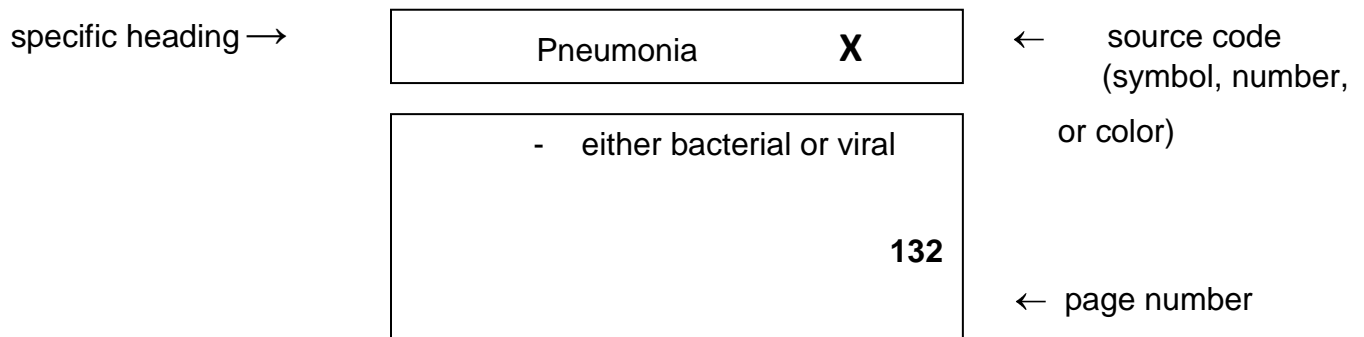 specific heading → Pneumonia X ← source code
(symbol, number,
- either bacterial or viral or color)
132
← page number